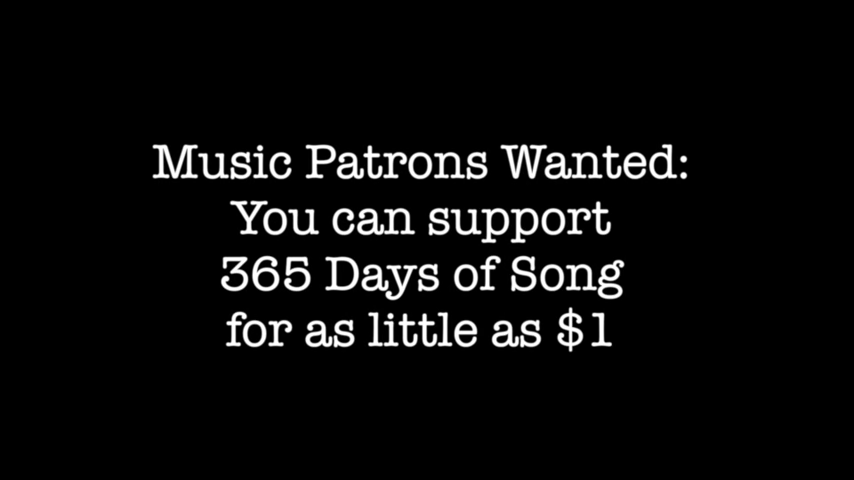 Music Patrons Wanted:
You can support
365 Days of Song
for as little as $1